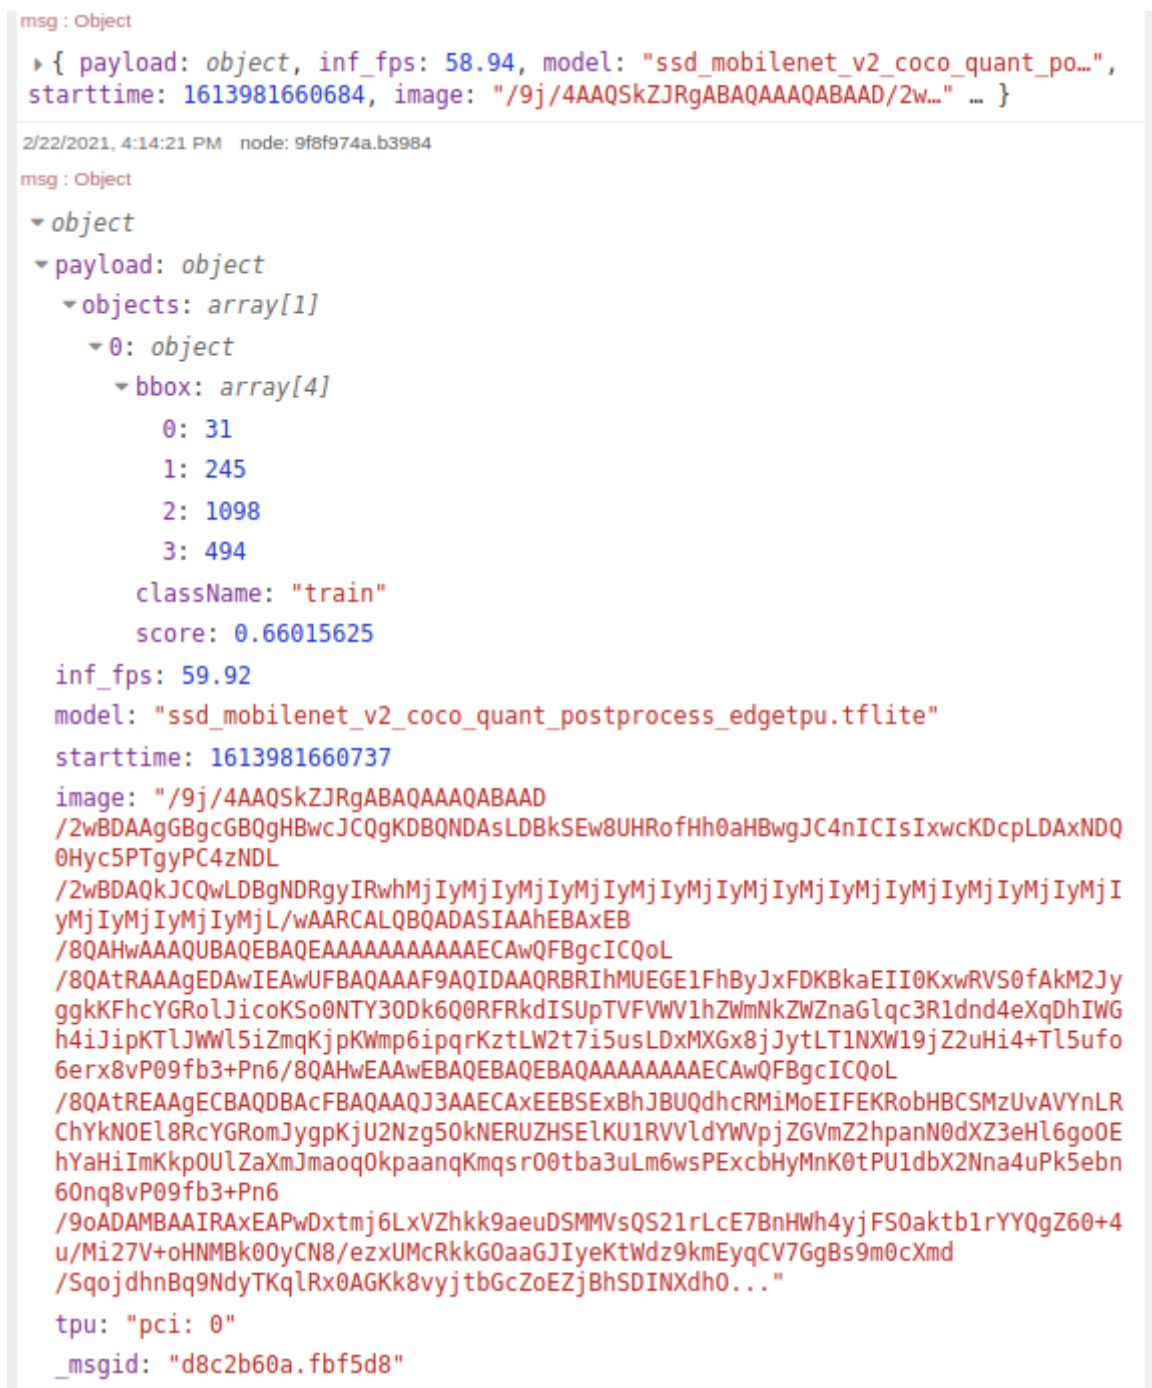 msg : Object
{ payload: object, inf_fps: 58.94, model: "ssd_mobilenet_v2_coco_quant_po…",
starttime: 1613981660684, image: "/9j/4AAQSkZJRgABAQAAAQABAAD/2w…" … }
2/22/2021, 4:14:21 PM node: 9f8f974a.b3984
msg : Object
object
payload: object
objects: array[1]
0: object
bbox: array[4]
0: 31
1: 245
2: 1098
3: 494
className: "train"
score: 0.66015625
inf_fps: 59.92
model: "ssd_mobilenet_v2_coco_quant_postprocess_edgetpu.tflite"
starttime: 1613981660737
image: "/9j/4AAQSkZJRgABAQAAAQABAAD
/2wBDAAgGBgcGBQgHBwcJCQgKDBQNDAsLDBkSEw8UHRofHh0aHBwgJC4nICIsIxwcKDcpLDAxNDQ
0Hyc5PTgyPC4zNDL
/2wBDAQkJCQwLDBgNDRgyIRwhMjIyMjIyMjIyMjIyMjIyMjIyMjIyMjIyMjIyMjIyMjIyMjIyMjI
yMjIyMjIyMjIyMjL/wAARCALQBQADASIAAhEBAxEB
/8QAHwAAAQUBAQEBAQEAAAAAAAAAAAECAwQFBgcICQoL
/8QAtRAAAgEDAwIEAwUFBAQAAAF9AQIDAAQRBRIhMUEGE1FhByJxFDKBkaEII0KxwRVS0fAkM2Jy
ggkKFhcYGRolJicoKSo0NTY3ODk6Q0RFRkdISUpTVFVWV1hZWmNkZWZnaGlqc3R1dnd4eXqDhIWG
h4iJipKTlJWWl5iZmqKjpKWmp6ipqrKztLW2t7i5usLDxMXGx8jJytLT1NXW19jZ2uHi4+Tl5ufo
6erx8vP09fb3+Pn6/8QAHwEAAwEBAQEBAQEBAQAAAAAAAAECAwQFBgcICQoL
/8QAtREAAgECBAQDBAcFBAQAAQJ3AAECAxEEBSExBhJBUQdhcRMiMoEIFEKRobHBCSMzUvAVYnLR
ChYkNOEl8RcYGRomJygpKjU2Nzg5OkNERUZHSElKU1RVVldYWVpjZGVmZ2hpanN0dXZ3eHl6goOE
hYaHiImKkpOUlZaXmJmaoqOkpaanqKmqsrO0tba3uLm6wsPExcbHyMnK0tPU1dbX2Nna4uPk5ebn
6Onq8vP09fb3+Pn6
/9oADAMBAAIRAxEAPwDxtmj6LxVZhkk9aeuDSMMVsQS21rLcE7BnHWh4yjFSOaktb1rYYQgZ60+4
u/Mi27V+oHNMBk0OyCN8/ezxUMcRkkGOaaGJIyeKtWdz9kmEyqCV7GgBs9m0cXmd
/SqojdhnBq9NdyTKqlRx0AGKk8vyjtbGcZoEZjBhSDINXdhO..."
tpu: "pci: 0"
_msgid: "d8c2b60a.fbf5d8"